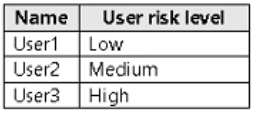 Name User risk level
User1 Low
User2 Medium
User3 High